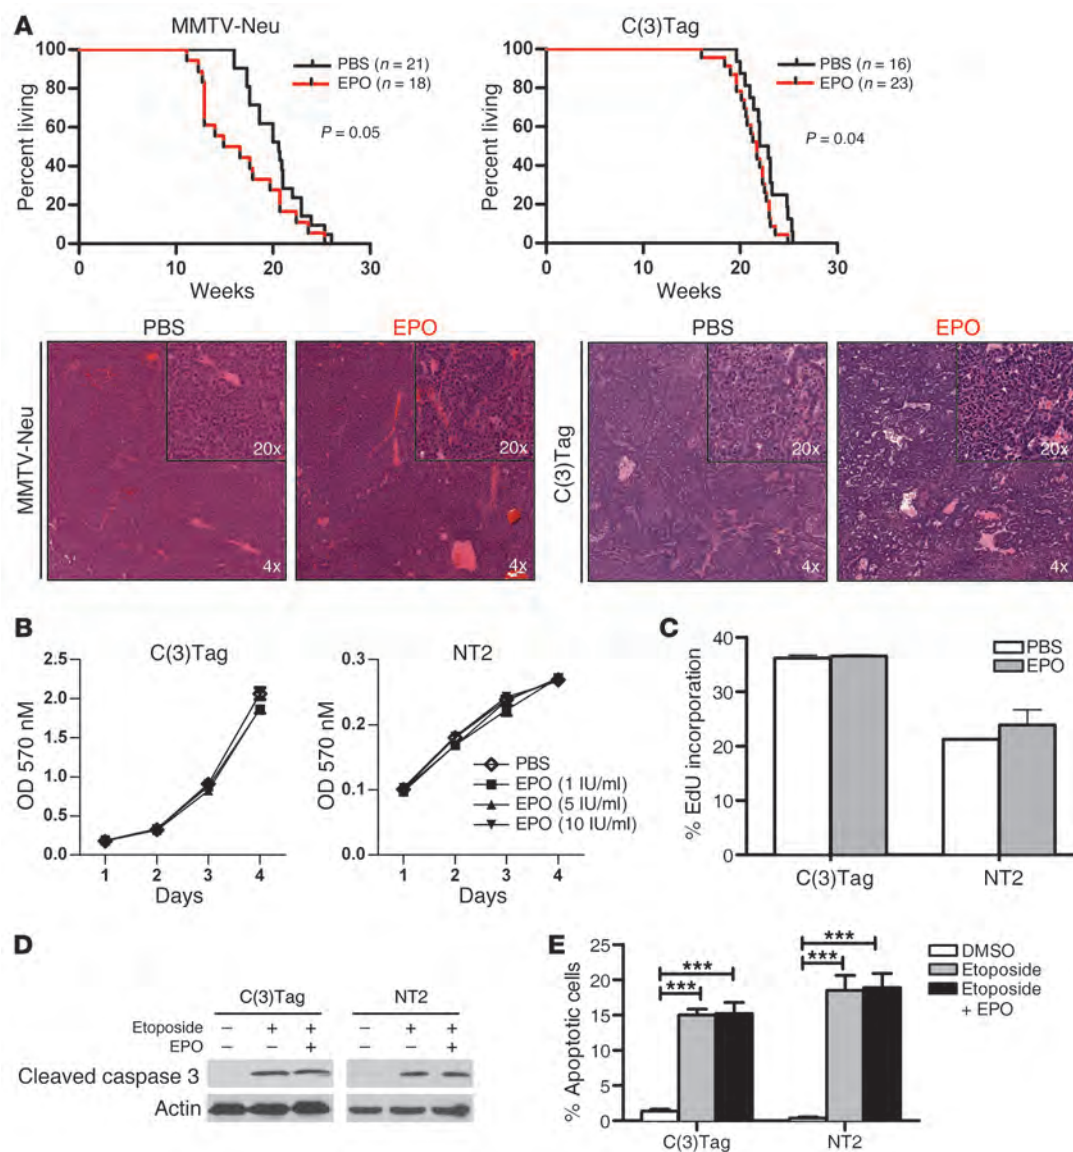 A
MMTV-Neu
Percent living
100
80
60
40
20
0
0 10 20 30
Weeks
PBS (n = 21)
EPO (n = 18)
P = 0.05
C(3)Tag
Percent living
100
80
60
40
20
0
0 10 20 30
Weeks
PBS (n = 16)
EPO (n = 23)
P = 0.04
PBS
EPO
MMTV-Neu
20x
4x
20x
4x
PBS
EPO
C(3)Tag
20x
4x
20x
4x
B
C(3)Tag
OD 570 nM
2.5
2.0
1.5
1.0
0.5
0.0
1 2 3 4
Days
NT2
OD 570 nM
0.3
0.2
0.1
0.0
1 2 3 4
Days
PBS
EPO (1 IU/ml)
EPO (5 IU/ml)
EPO (10 IU/ml)
C
% EdU incorporation
40
30
20
10
0
C(3)Tag NT2
PBS
EPO
D
C(3)Tag NT2
Etoposide – + + – + +
EPO – – + – – +
Cleaved caspase 3
Actin
E
% Apoptotic cells
25
20
15
10
5
0
*** ***
*** ***
C(3)Tag NT2
DMSO
Etoposide
Etoposide
+ EPO